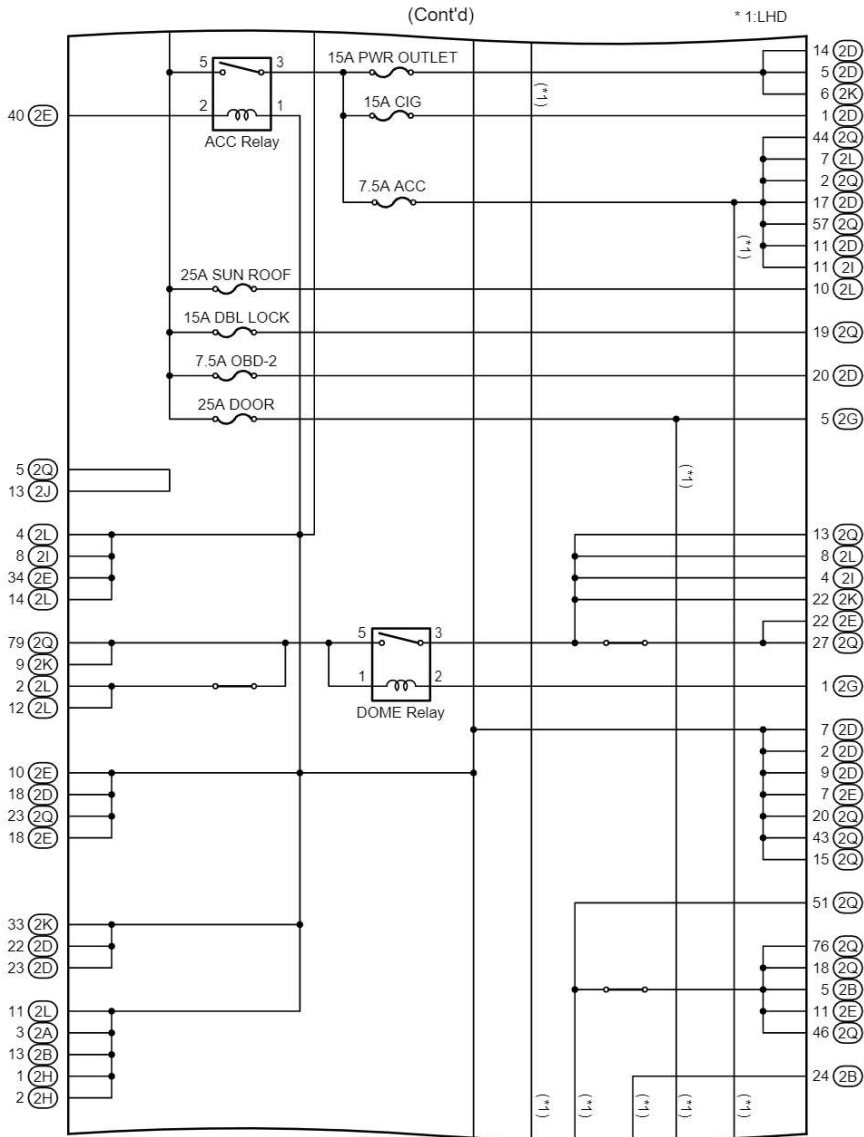 (Cont'd)
* 1:LHD
5 3 15A PWR OUTLET 14 2D
5 2D
(*1) 6 2K
40 2E 2 1 15A CIG 1 2D
ACC Relay 44 2Q
7 2L
7.5A ACC 2 2Q
17 2D
57 2Q
(*1) 11 2D
11 2I
25A SUN ROOF 10 2L
15A DBL LOCK 19 2Q
7.5A OBD-2 20 2D
25A DOOR 5 2G
5 2Q (*1)
13 2J
4 2L 13 2Q
8 2I 8 2L
34 2E 4 2I
14 2L 22 2K
22 2E
79 2Q 5 3 27 2Q
9 2K
2 2L 1 2 1 2G
12 2L DOME Relay
7 2D
2 2D
10 2E 9 2D
18 2D 7 2E
23 2Q 20 2Q
18 2E 43 2Q
15 2Q
51 2Q
33 2K
22 2D 76 2Q
23 2D 18 2Q
5 2B
11 2L 11 2E
3 2A 46 2Q
13 2B
1 2H 24 2B
2 2H (*1) (*1) (*1) (*1) (*1)